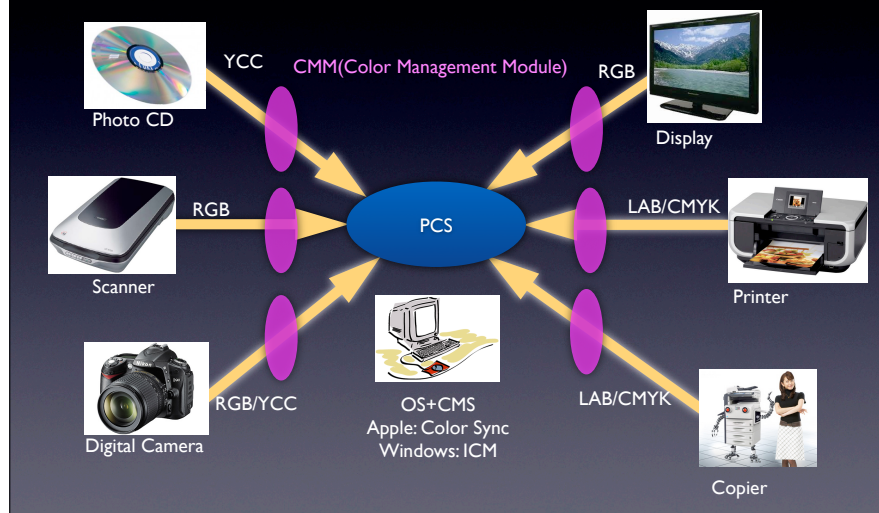 YCC
CMM(Color Management Module)
RGB
Photo CD
Display
RGB
LAB/CMYK
PCS
Scanner
Printer
RGB/YCC
LAB/CMYK
Digital Camera
OS+CMS
Apple: Color Sync
Windows: ICM
Copier
Nikon